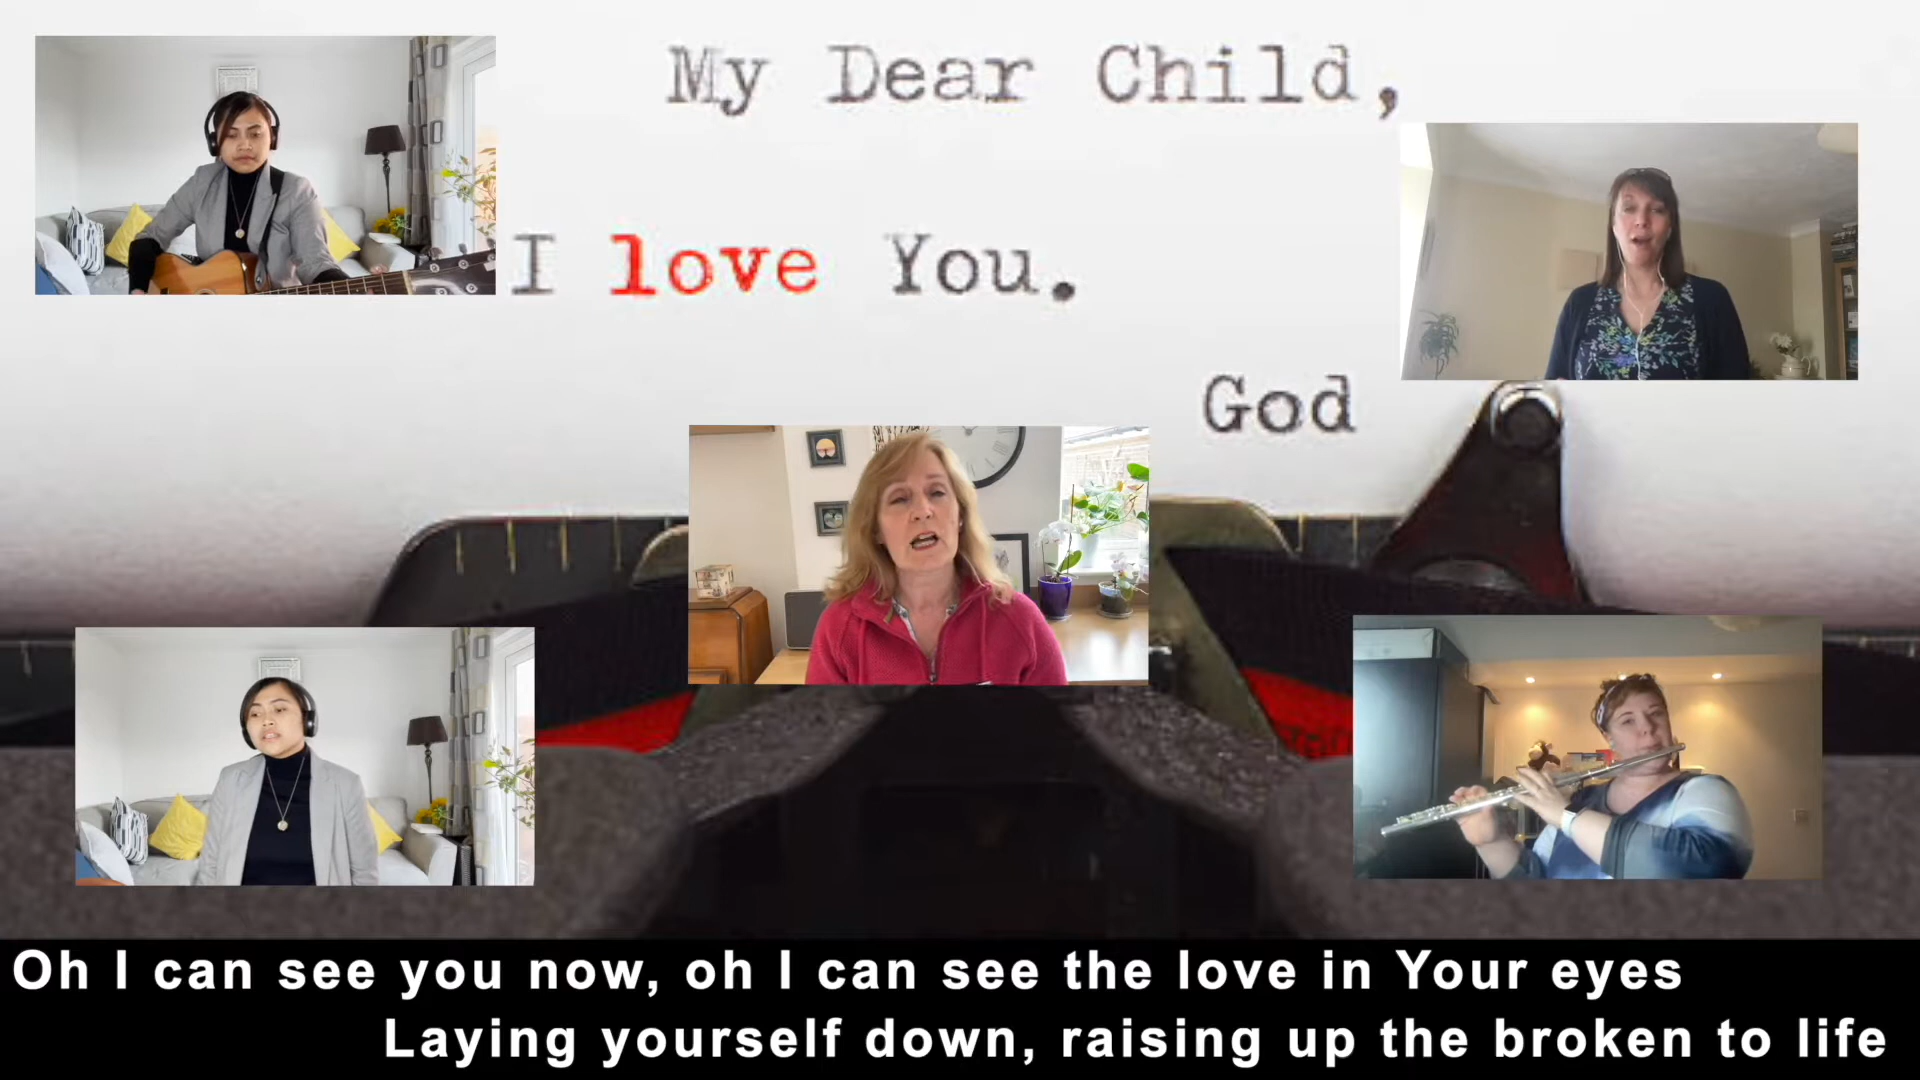 My Dear Child,
I love You.
God
Oh I can see you now, oh I can see the love in Your eyes
Laying yourself down, raising up the broken to life